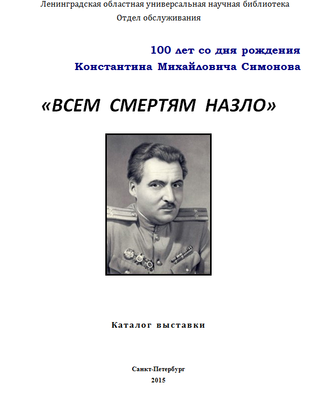 Ленинградская областная универсальная научная библиотека
Отдел обслуживания
100 лет со дня рождения
Константина Михайловича Симонова
«ВСЕМ СМЕРТЯМ НАЗЛО»
Каталог выставки
Санкт-Петербург
2015